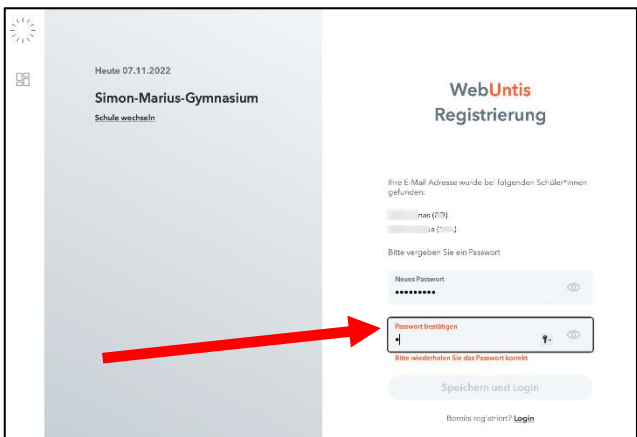 Heute 07.11.2022
Simon-Marius-Gymnasium
Schule wechseln
WebUntis
Registrierung
Ihre E-Mail Adresse wurde bei folgenden Schüler*innen
gefunden:
Bitte vergeben Sie ein Passwort
Neues Passwort
•••••••••
Passwort bestätigen
•
Bitte wiederholen Sie das Passwort korrekt
Speichern und Login
Bereits registriert? Login